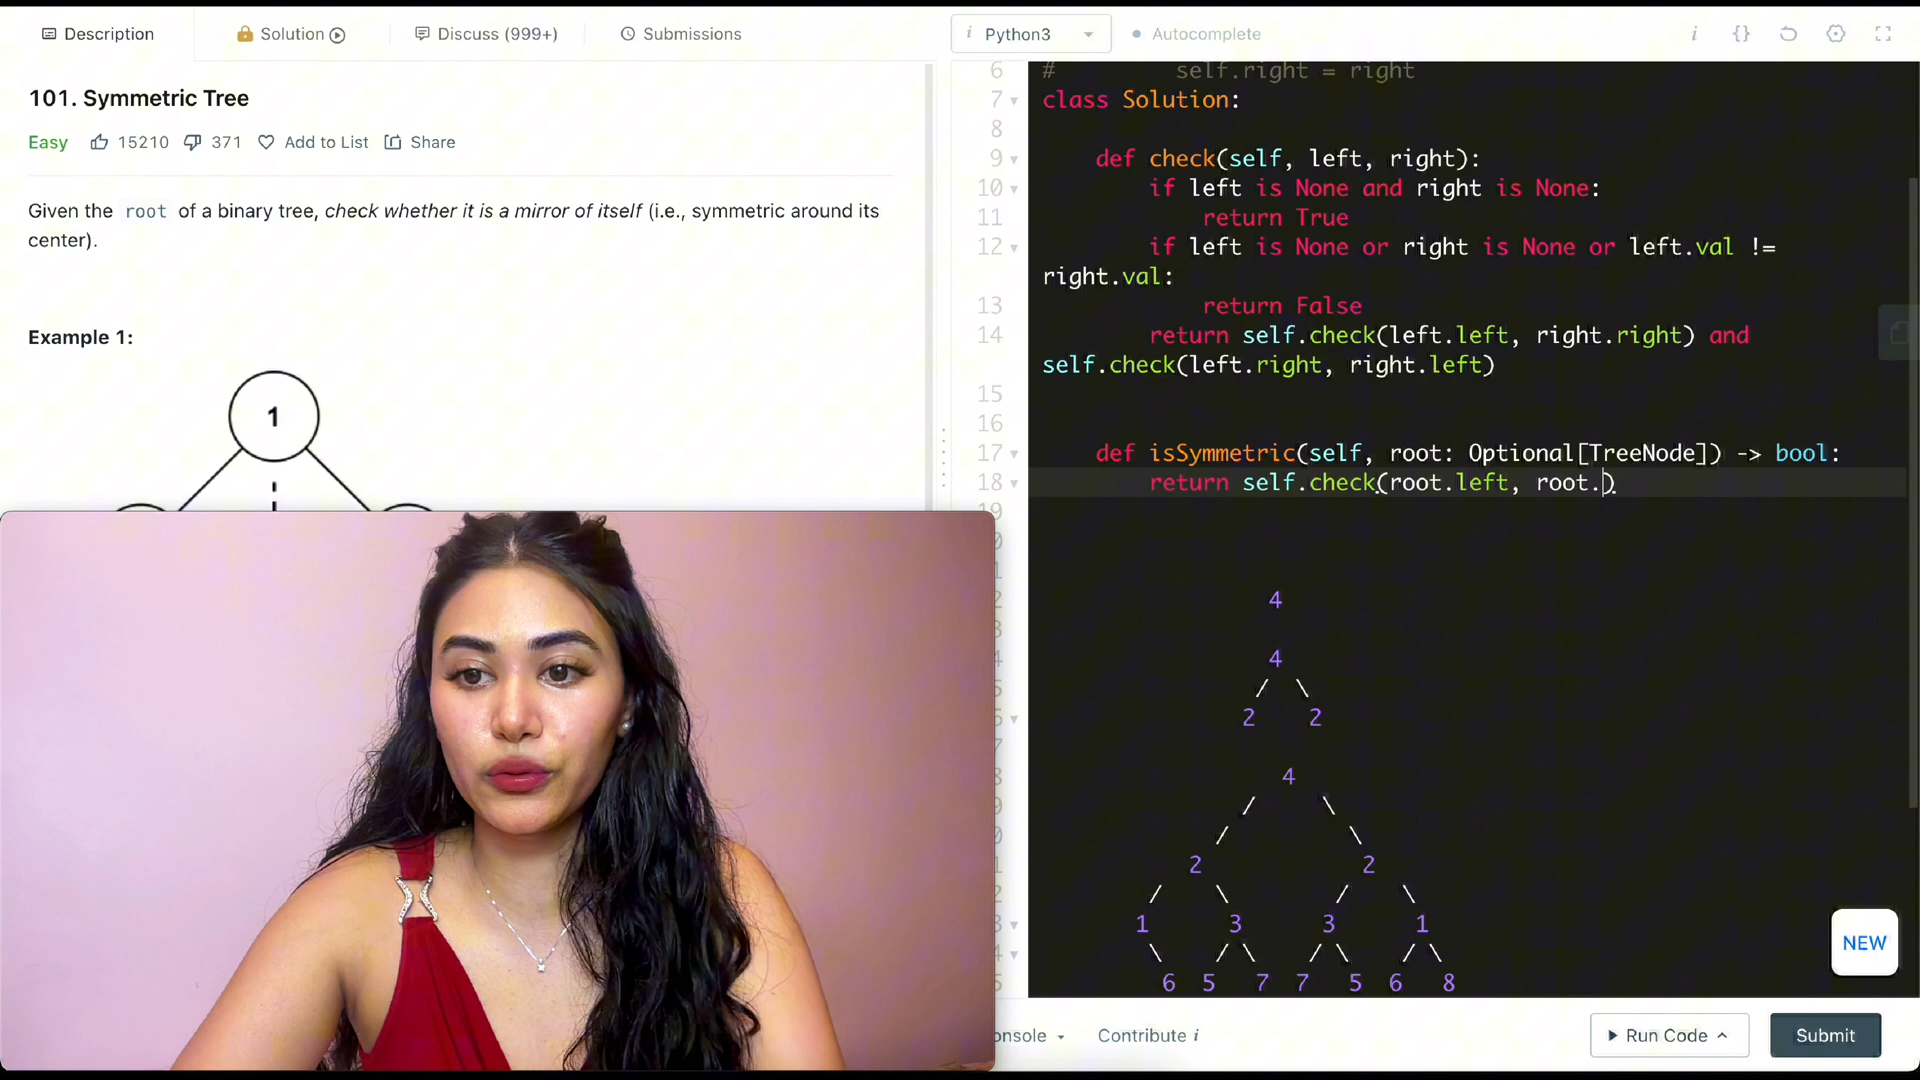 Description
Solution
Discuss (999+)
Submissions
i Python3
Autocomplete
i {}
101. Symmetric Tree
Easy 15210 371 Add to List Share
Given the root of a binary tree, check whether it is a mirror of itself (i.e., symmetric around its
center).
Example 1:
1
6 # self.right = right
7 class Solution:
8
9 def check(self, left, right):
10 if left is None and right is None:
11 return True
12 if left is None or right is None or left.val !=
right.val:
13 return False
14 return self.check(left.left, right.right) and
self.check(left.right, right.left)
15
16
17 def isSymmetric(self, root: Optional[TreeNode]) -> bool:
18 return self.check(root.left, root.)
19
4
4
/ \
2 2
4
/ \
/ \
2 2
/ \ / \
1 3 3 1
\ / \ / \ / \
6 5 7 7 5 6 8
NEW
onsole Contribute i
Run Code
Submit